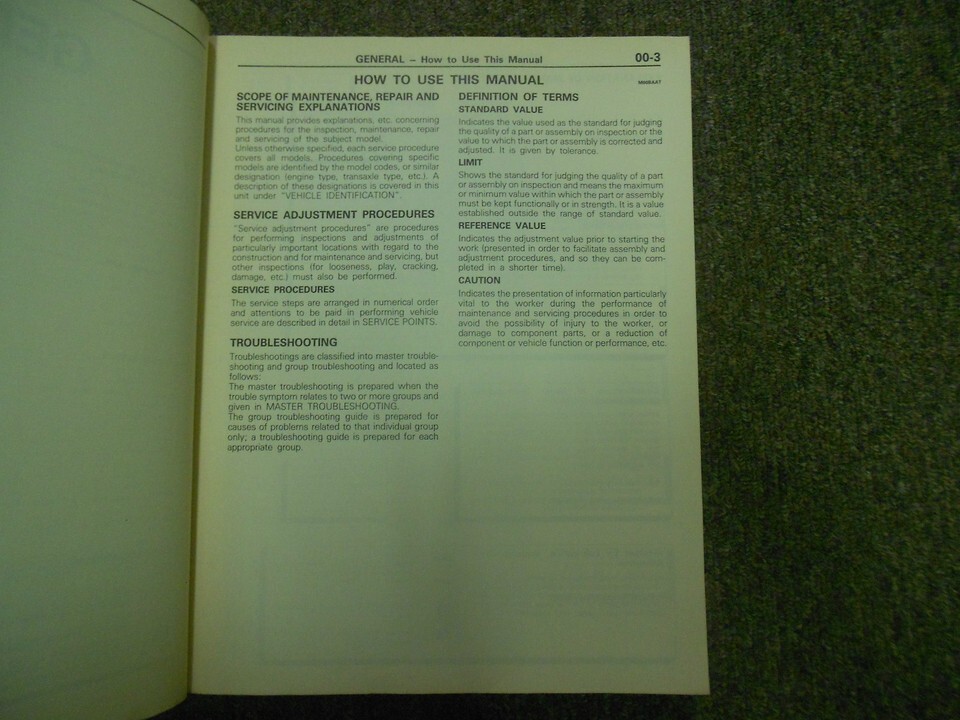 GENERAL – How to Use This Manual
00-3
HOW TO USE THIS MANUAL
SCOPE OF MAINTENANCE, REPAIR AND
SERVICING EXPLANATIONS
This manual provides explanations, etc. concerning
procedures for the inspection, maintenance, repair
and servicing of the subject model.
Unless otherwise specified, each service procedure
covers all models. Procedures covering specific
models are identified by the model codes, or similar
designation (engine type, transaxle type, etc.). A
description of these designations is covered in this
unit under "VEHICLE IDENTIFICATION".
SERVICE ADJUSTMENT PROCEDURES
"Service adjustment procedures" are procedures
for performing inspections and adjustments of
particularly important locations with regard to the
construction and for maintenance and servicing, but
other inspections (for looseness, play, cracking,
damage, etc.) must also be performed.
SERVICE PROCEDURES
The service steps are arranged in numerical order
and attentions to be paid in performing vehicle
service are described in detail in SERVICE POINTS.
TROUBLESHOOTING
Troubleshootings are classified into master trouble-
shooting and group troubleshooting and located as
follows:
The master troubleshooting is prepared when the
trouble symptom relates to two or more groups and
given in MASTER TROUBLESHOOTING.
The group troubleshooting guide is prepared for
causes of problems related to that individual group
only; a troubleshooting guide is prepared for each
appropriate group.
DEFINITION OF TERMS
STANDARD VALUE
Indicates the value used as the standard for judging
the quality of a part or assembly on inspection or the
value to which the part or assembly is corrected and
adjusted. It is given by tolerance.
LIMIT
Shows the standard for judging the quality of a part
or assembly on inspection and means the maximum
or minimum value within which the part or assembly
must be kept functionally or in strength. It is a value
established outside the range of standard value.
REFERENCE VALUE
Indicates the adjustment value prior to starting the
work (presented in order to facilitate assembly and
adjustment procedures, and so they can be com-
pleted in a shorter time).
CAUTION
Indicates the presentation of information particularly
vital to the worker during the performance of
maintenance and servicing procedures in order to
avoid the possibility of injury to the worker, or
damage to component parts, or a reduction of
component or vehicle function or performance, etc.